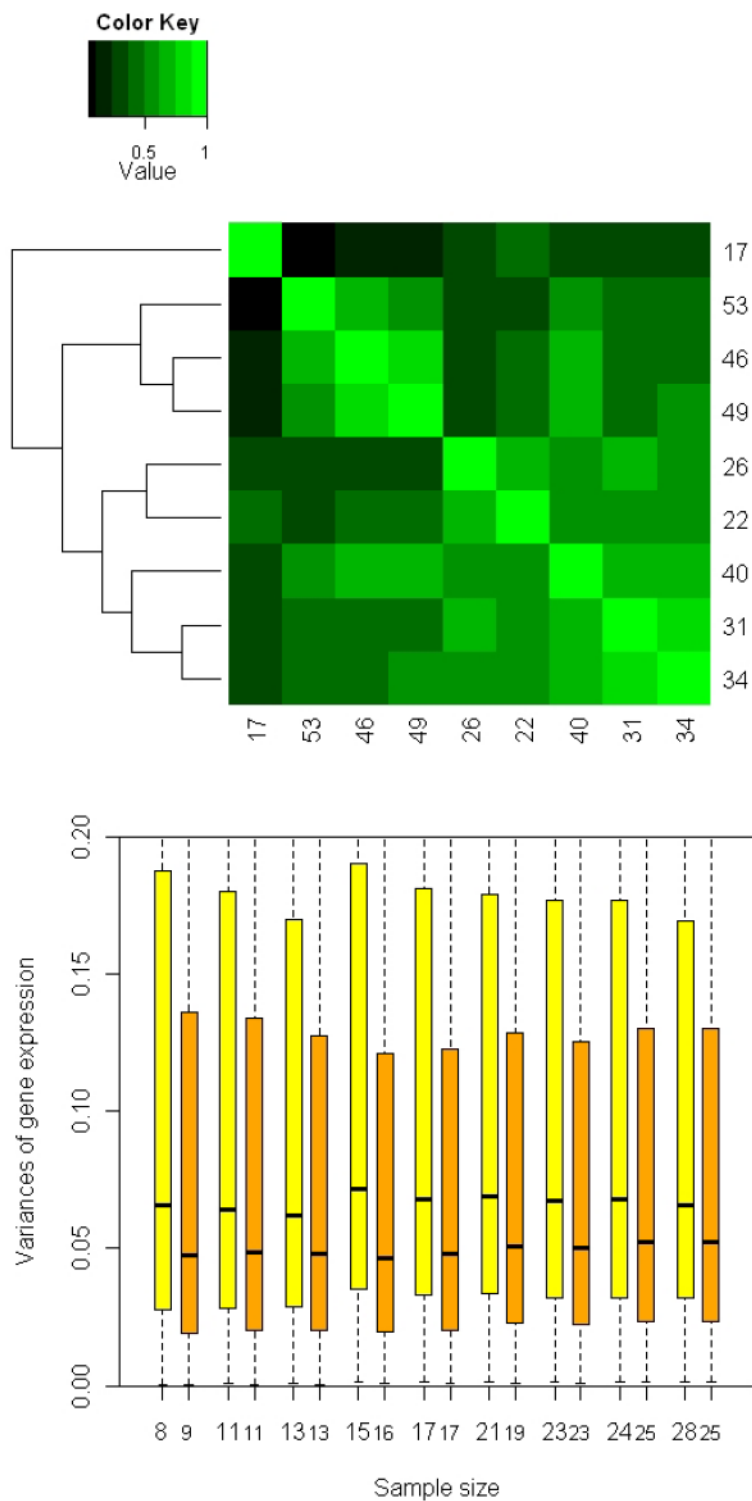 Color Key
0.5 1
Value
17
53
46
49
26
22
40
31
34
17 53 46 49 26 22 40 31 34
0.20
0.15
0.10
0.05
0.00
Variances of gene expression
8 9 11 11 13 13 15 16 17 17 21 19 23 23 24 25 28 25
Sample size